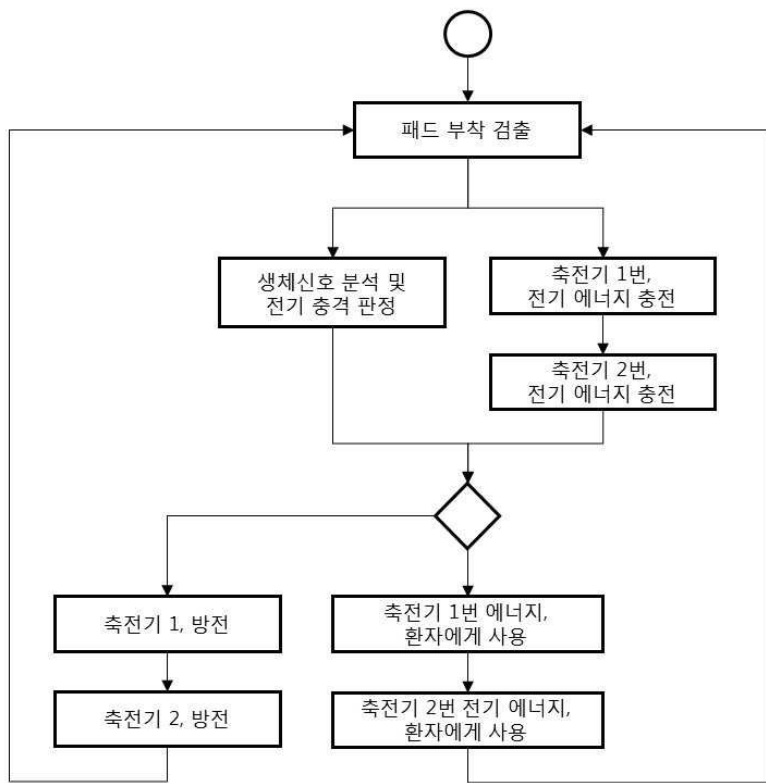 패드 부착 검출
생체신호 분석 및
전기 충격 판정
축전기 1번,
전기 에너지 충전
축전기 2번,
전기 에너지 충전
축전기 1, 방전
축전기 2, 방전
축전기 1번 에너지,
환자에게 사용
축전기 2번 전기 에너지,
환자에게 사용